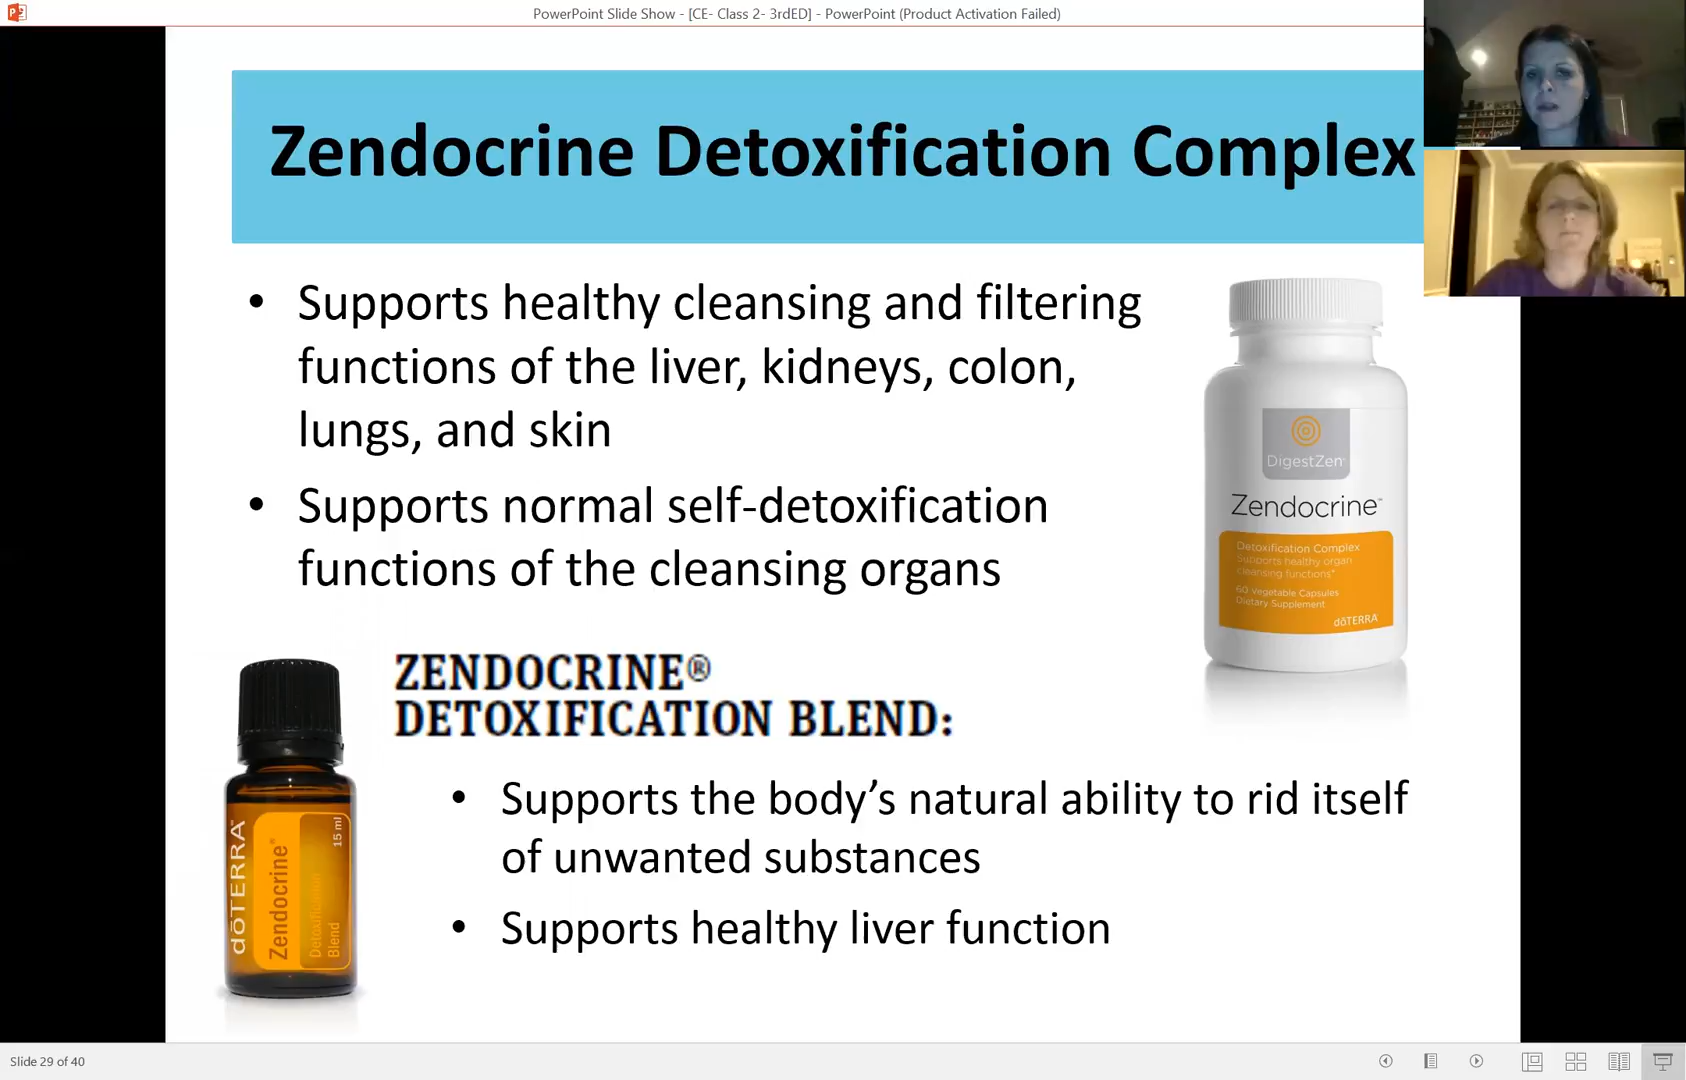 PowerPoint Slide Show - [CE- Class 2- 3rdED] - PowerPoint (Product Activation Failed)
Zendocrine Detoxification Complex
• Supports healthy cleansing and filtering
functions of the liver, kidneys, colon,
lungs, and skin
• Supports normal self-detoxification
functions of the cleansing organs
DigestZen
Zendocrine™
Detoxification Complex
Supports healthy organ
cleansing functions*
60 Vegetable Capsules
Dietary Supplement
dōTERRA
ZENDOCRINE®
DETOXIFICATION BLEND:
• Supports the body’s natural ability to rid itself
of unwanted substances
• Supports healthy liver function
dōTERRA
Zendocrine®
Detoxification
Blend
15 ml
Slide 29 of 40